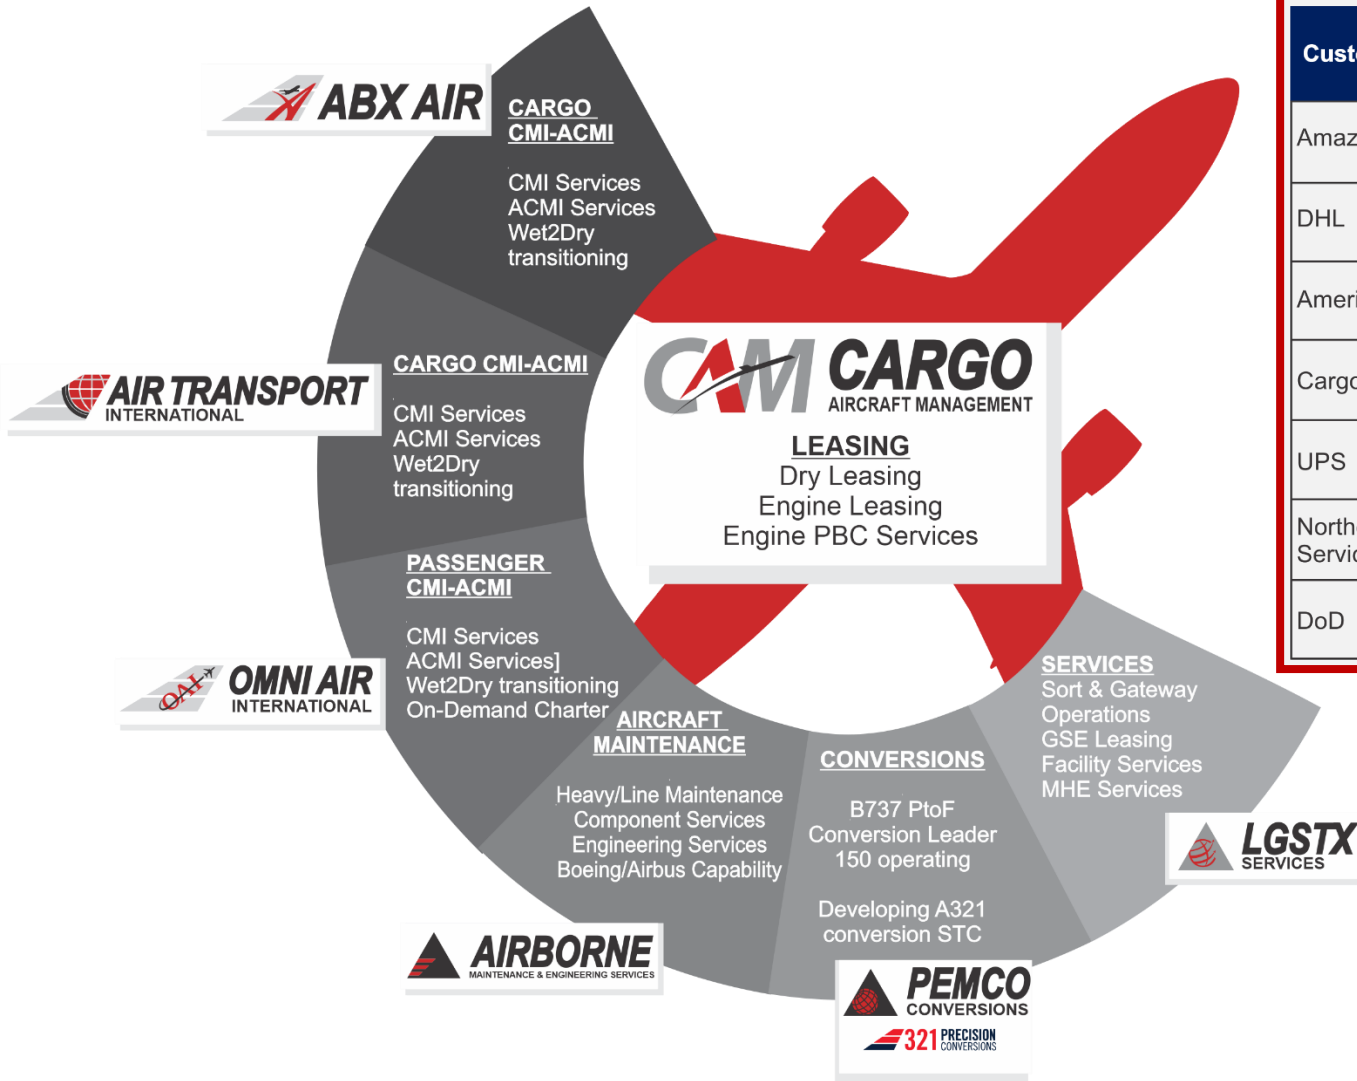 ABX AIR
CARGO
CMI-ACMI
CMI Services
ACMI Services
Wet2Dry
transitioning
AIR TRANSPORT
INTERNATIONAL
CARGO CMI-ACMI
CMI Services
ACMI Services
Wet2Dry
transitioning
CAM CARGO
AIRCRAFT MANAGEMENT
LEASING
Dry Leasing
Engine Leasing
Engine PBC Services
OAI OMNI AIR
INTERNATIONAL
PASSENGER
CMI-ACMI
CMI Services
ACMI Services]
Wet2Dry transitioning
On-Demand Charter
AIRCRAFT
MAINTENANCE
Heavy/Line Maintenance
Component Services
Engineering Services
Boeing/Airbus Capability
AIRBORNE
MAINTENANCE & ENGINEERING SERVICES
CONVERSIONS
B737 PtoF
Conversion Leader
150 operating
Developing A321
conversion STC
PEMCO
CONVERSIONS
321 PRECISION
CONVERSIONS
SERVICES
Sort & Gateway
Operations
GSE Leasing
Facility Services
MHE Services
LGSTX
SERVICES
DHL
UPS
DoD